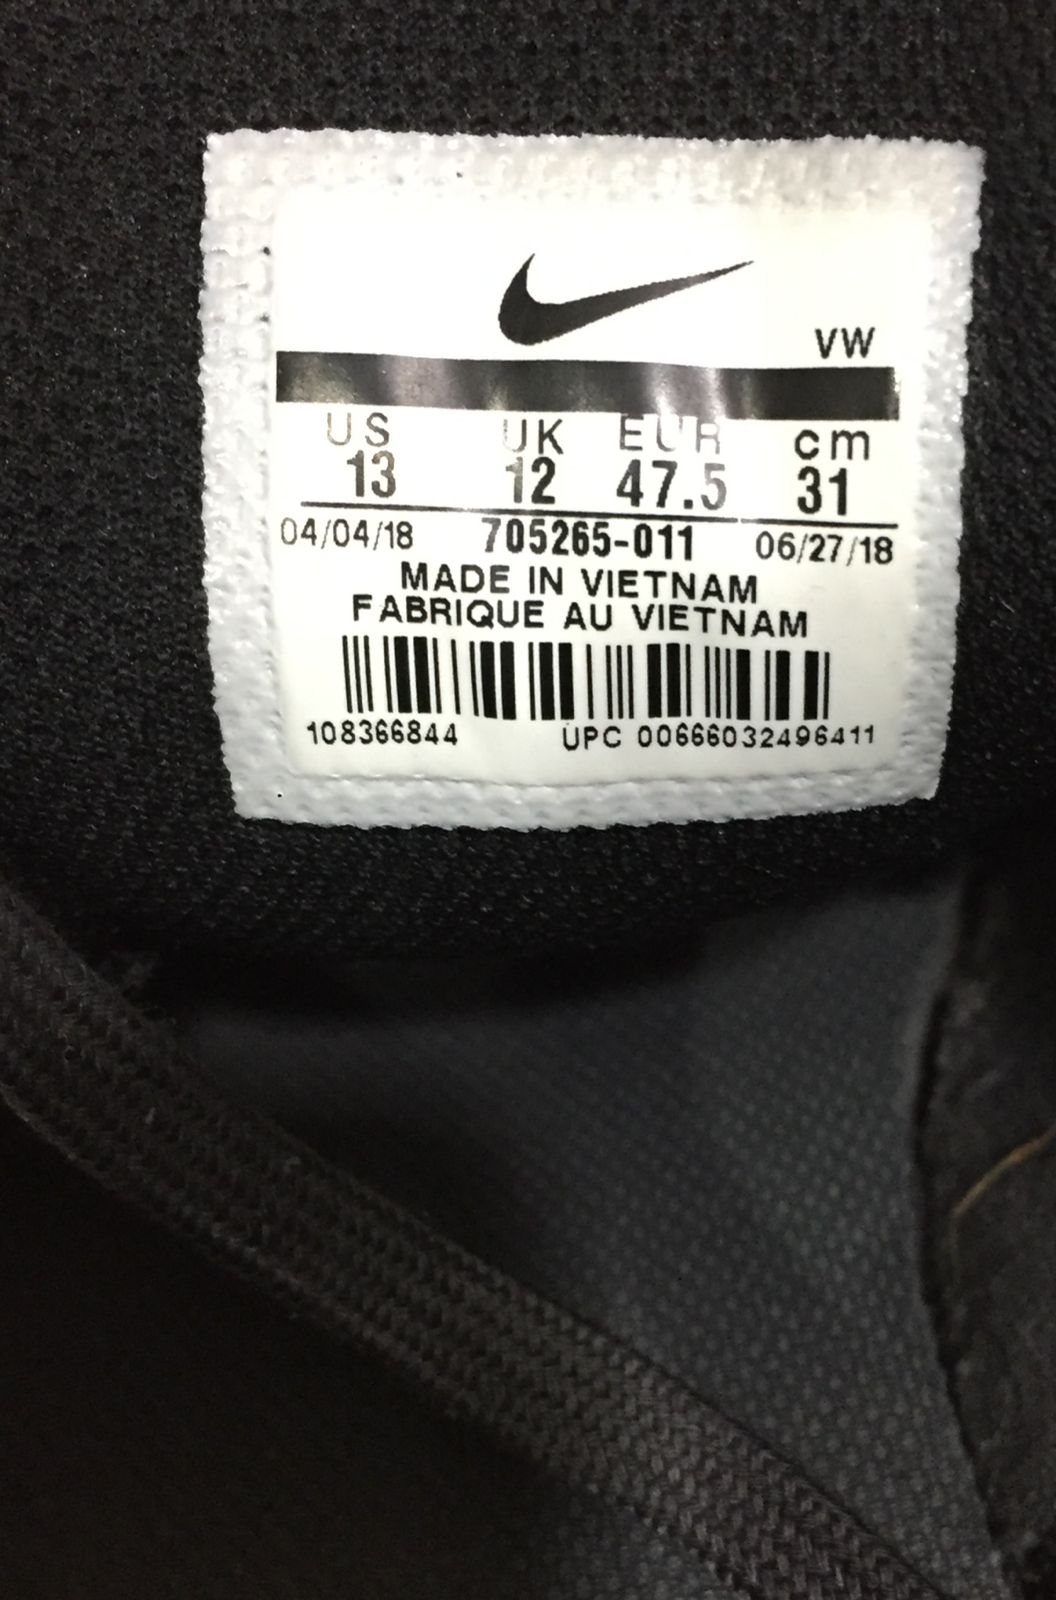 VW
US UK EUR cm
13 12 47.5 31
04/04/18 705265-011 06/27/18
MADE IN VIETNAM
FABRIQUE AU VIETNAM
108366844 UPC 00666032496411